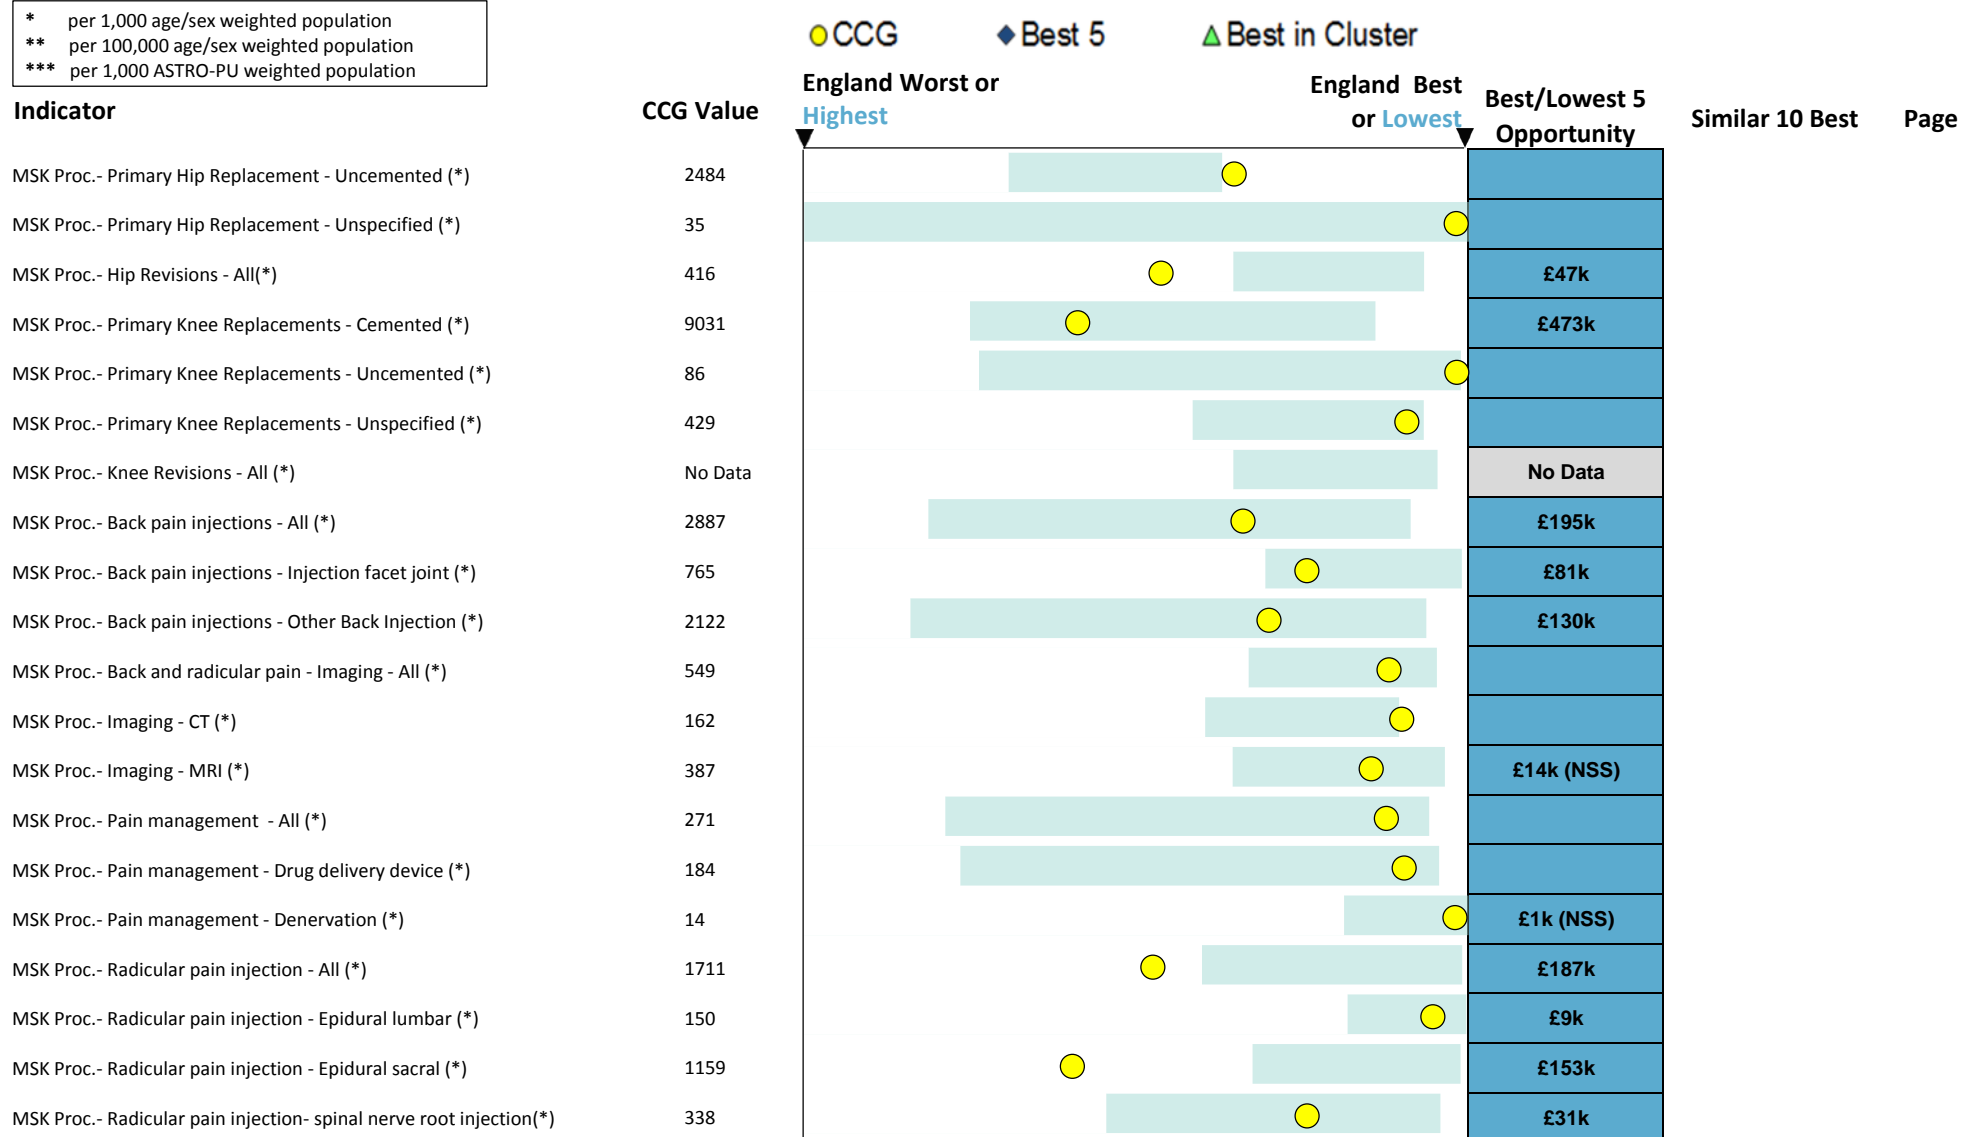 * per 1,000 age/sex weighted population
** per 100,000 age/sex weighted population
*** per 1,000 ASTRO-PU weighted population
CCG Best 5 Best in Cluster
Indicator CCG Value England Worst or Highest England Best or Lowest Best/Lowest 5 Opportunity Similar 10 Best Page
MSK Proc.- Primary Hip Replacement - Uncemented (*) 2484
MSK Proc.- Primary Hip Replacement - Unspecified (*) 35
MSK Proc.- Hip Revisions - All(*) 416 £47k
MSK Proc.- Primary Knee Replacements - Cemented (*) 9031 £473k
MSK Proc.- Primary Knee Replacements - Uncemented (*) 86
MSK Proc.- Primary Knee Replacements - Unspecified (*) 429
MSK Proc.- Knee Revisions - All (*) No Data No Data
MSK Proc.- Back pain injections - All (*) 2887 £195k
MSK Proc.- Back pain injections - Injection facet joint (*) 765 £81k
MSK Proc.- Back pain injections - Other Back Injection (*) 2122 £130k
MSK Proc.- Back and radicular pain - Imaging - All (*) 549
MSK Proc.- Imaging - CT (*) 162
MSK Proc.- Imaging - MRI (*) 387 £14k (NSS)
MSK Proc.- Pain management  - All (*) 271
MSK Proc.- Pain management - Drug delivery device (*) 184
MSK Proc.- Pain management - Denervation (*) 14 £1k (NSS)
MSK Proc.- Radicular pain injection - All (*) 1711 £187k
MSK Proc.- Radicular pain injection - Epidural lumbar (*) 150 £9k
MSK Proc.- Radicular pain injection - Epidural sacral (*) 1159 £153k
MSK Proc.- Radicular pain injection- spinal nerve root injection(*) 338 £31k